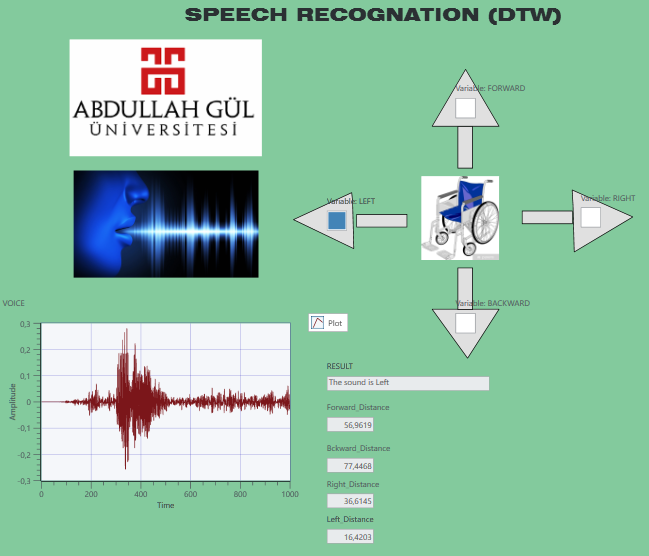 SPEECH RECOGNATION (DTW)
ABDULLAH GÜL
ÜNİVERSİTESİ
Variable: FORWARD
Variable: LEFT
Variable: RIGHT
Variable: BACKWARD
VOICE
Plot
0,3
0,2
0,1
0
-0,1
-0,2
-0,3
Amplitude
0 200 400 600 800 1000
Time
RESULT
The sound is Left
Forward_Distance
56,9619
Bckward_Distance
77,4468
Right_Distance
36,6145
Left_Distance
16,4203